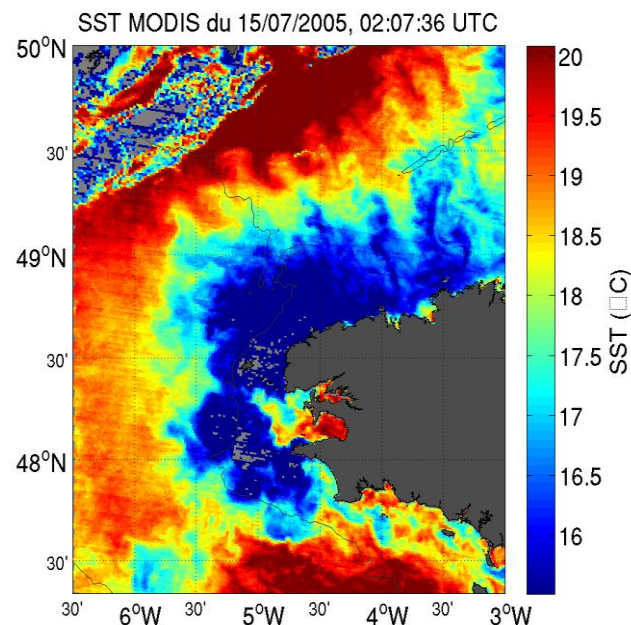 SST MODIS du 15/07/2005, 02:07:36 UTC
50°N
30'
49°N
30'
48°N
30'
30' 6°W 30' 5°W 30' 4°W 30' 3°W
20
19.5
19
18.5
18
17.5
17
16.5
16
SST (□C)